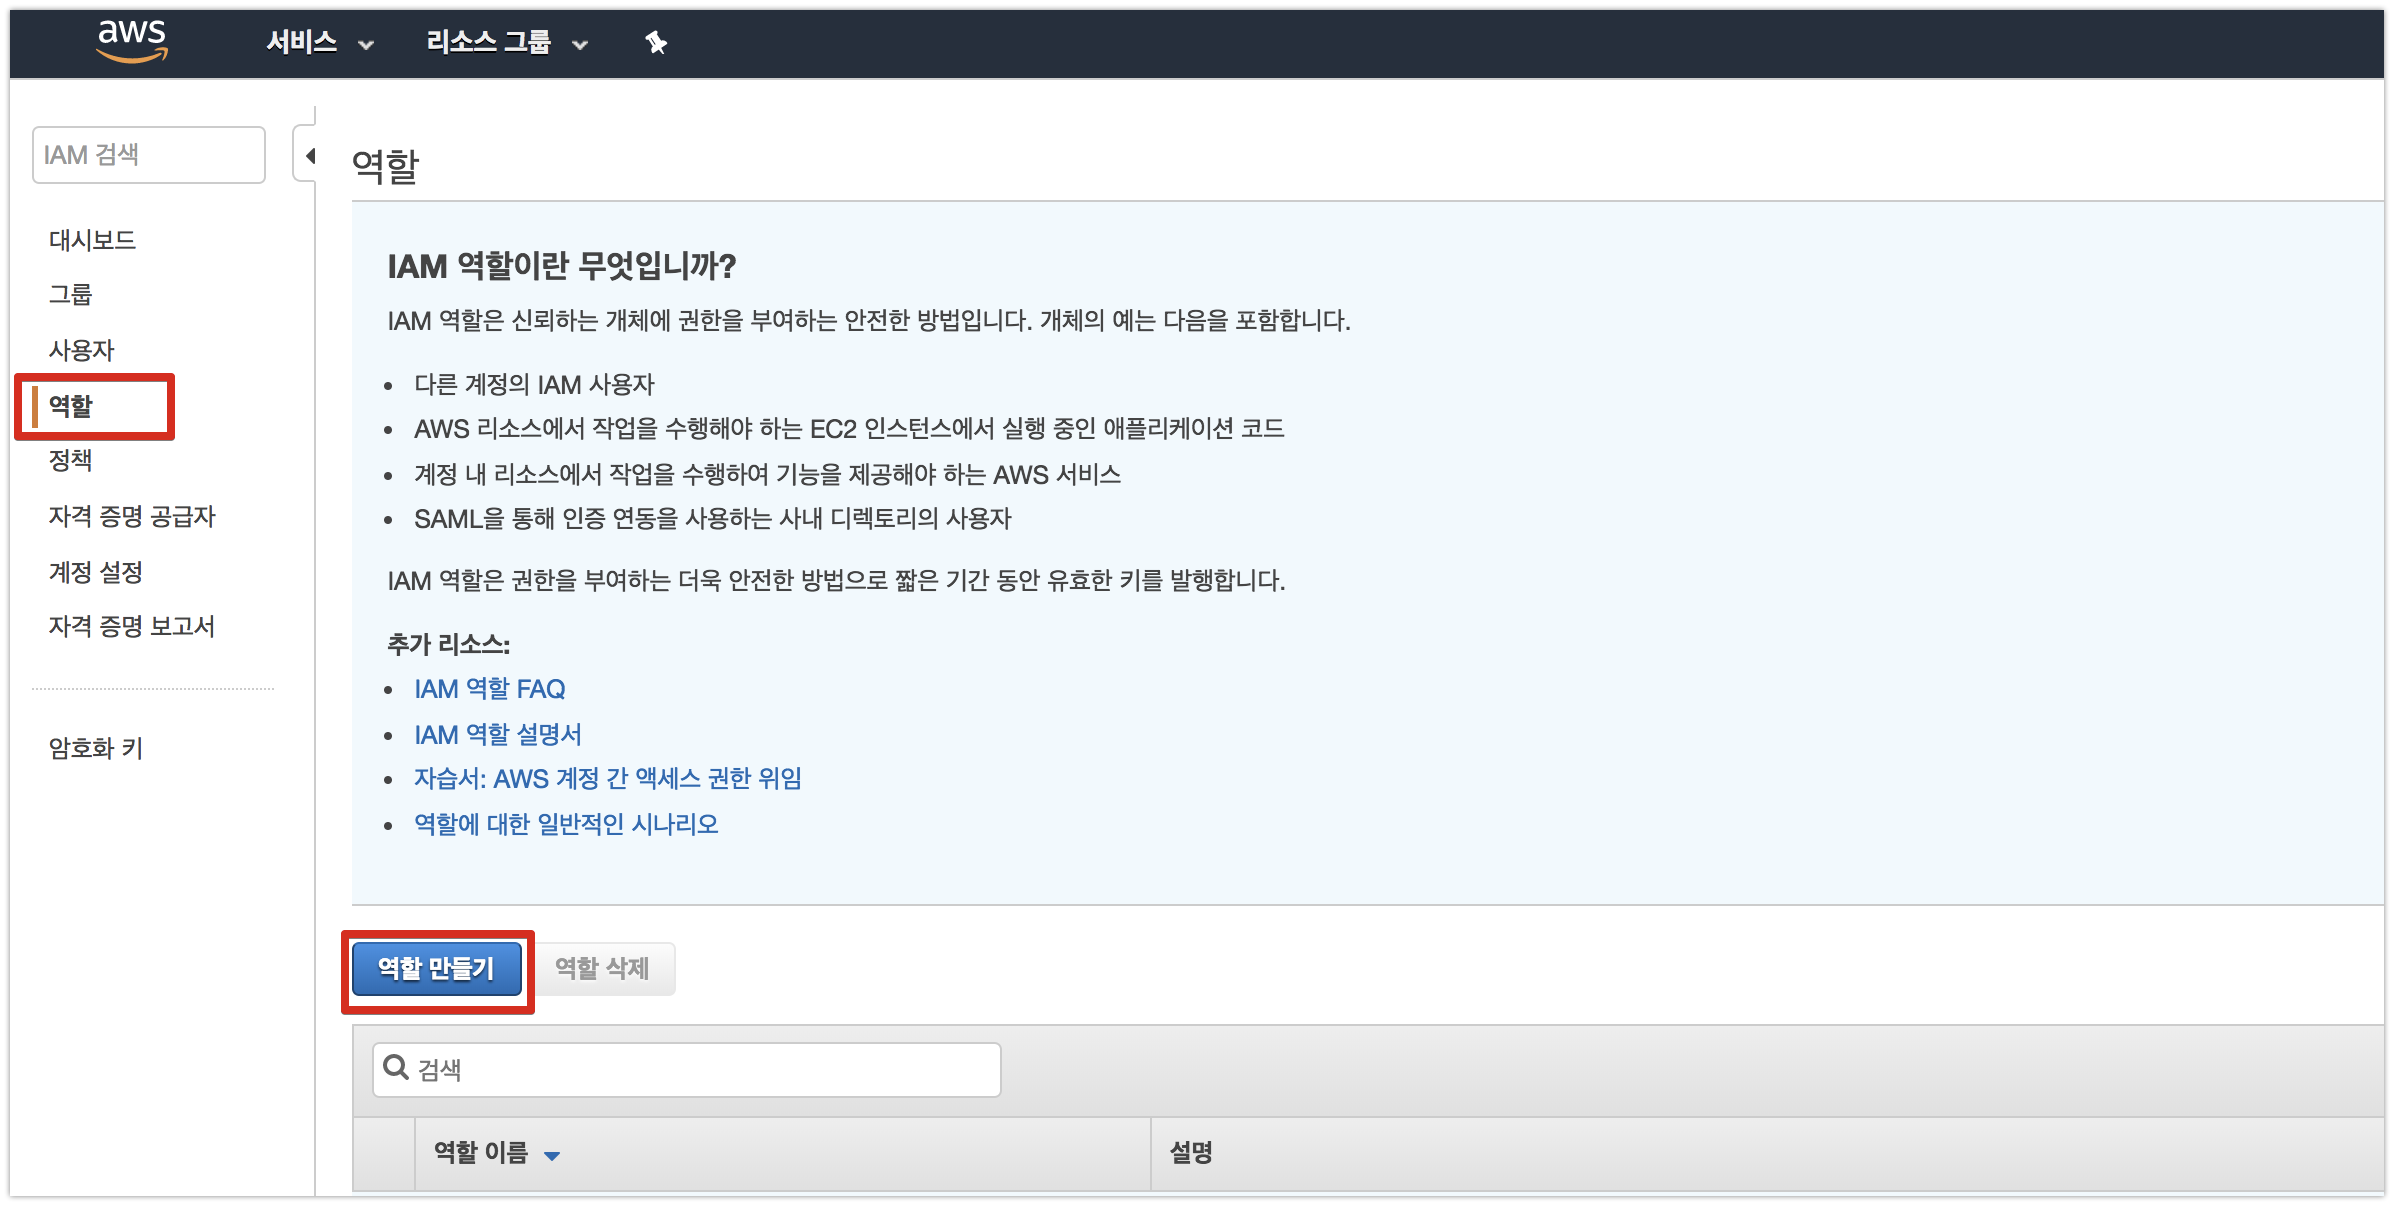 aws 서비스 리소스 그룹
IAM 검색
대시보드
그룹
사용자
역할
정책
자격 증명 공급자
계정 설정
자격 증명 보고서
암호화 키
역할
IAM 역할이란 무엇입니까?
IAM 역할은 신뢰하는 개체에 권한을 부여하는 안전한 방법입니다. 개체의 예는 다음을 포함합니다.
• 다른 계정의 IAM 사용자
• AWS 리소스에서 작업을 수행해야 하는 EC2 인스턴스에서 실행 중인 애플리케이션 코드
• 계정 내 리소스에서 작업을 수행하여 기능을 제공해야 하는 AWS 서비스
• SAML을 통해 인증 연동을 사용하는 사내 디렉토리의 사용자
IAM 역할은 권한을 부여하는 더욱 안전한 방법으로 짧은 기간 동안 유효한 키를 발행합니다.
추가 리소스:
• IAM 역할 FAQ
• IAM 역할 설명서
• 자습서: AWS 계정 간 액세스 권한 위임
• 역할에 대한 일반적인 시나리오
역할 만들기 역할 삭제
검색
역할 이름 설명